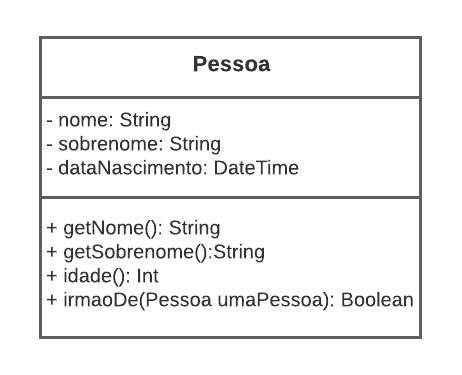 Pessoa
- nome: String
- sobrenome: String
- dataNascimento: DateTime
+ getNome(): String
+ getSobrenome():String
+ idade(): Int
+ irmaoDe(Pessoa umaPessoa): Boolean